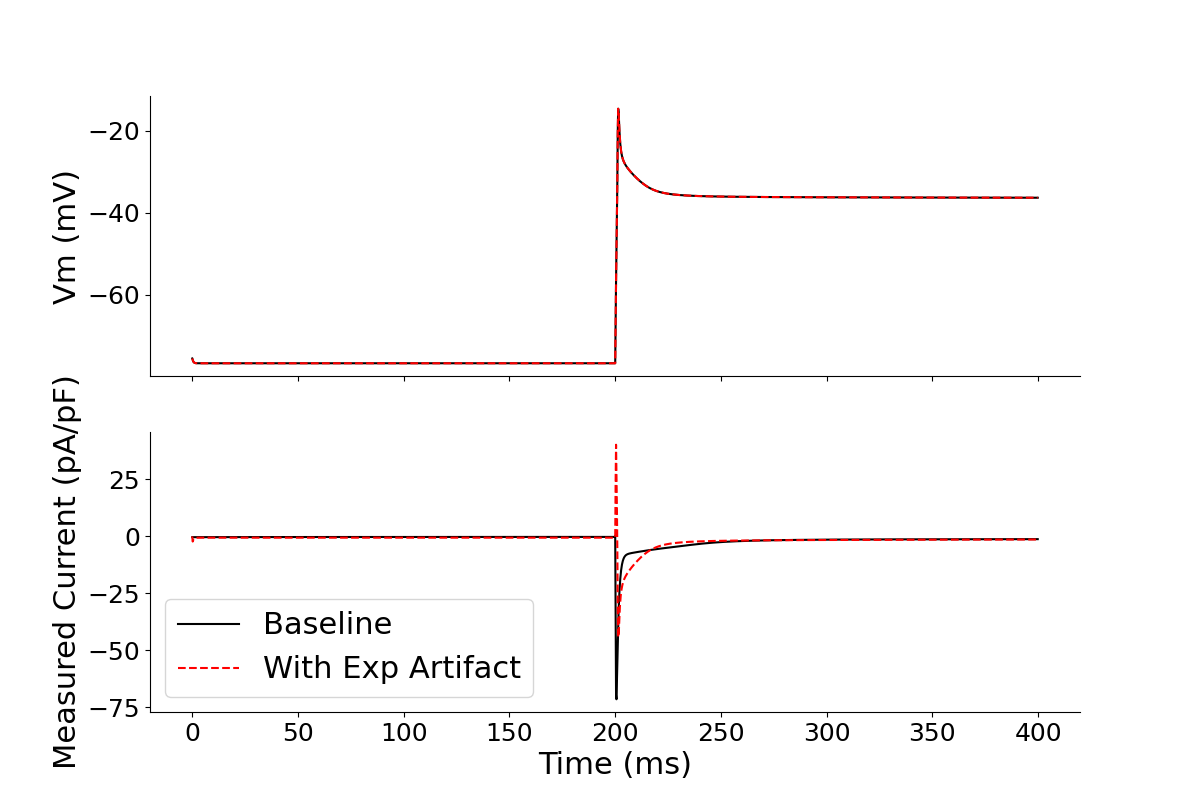 Vm (mV)
−20
−40
−60
Measured Current (pA/pF)
25
0
−25
−50
−75
Baseline
With Exp Artifact
0 50 100 150 200 250 300 350 400
Time (ms)